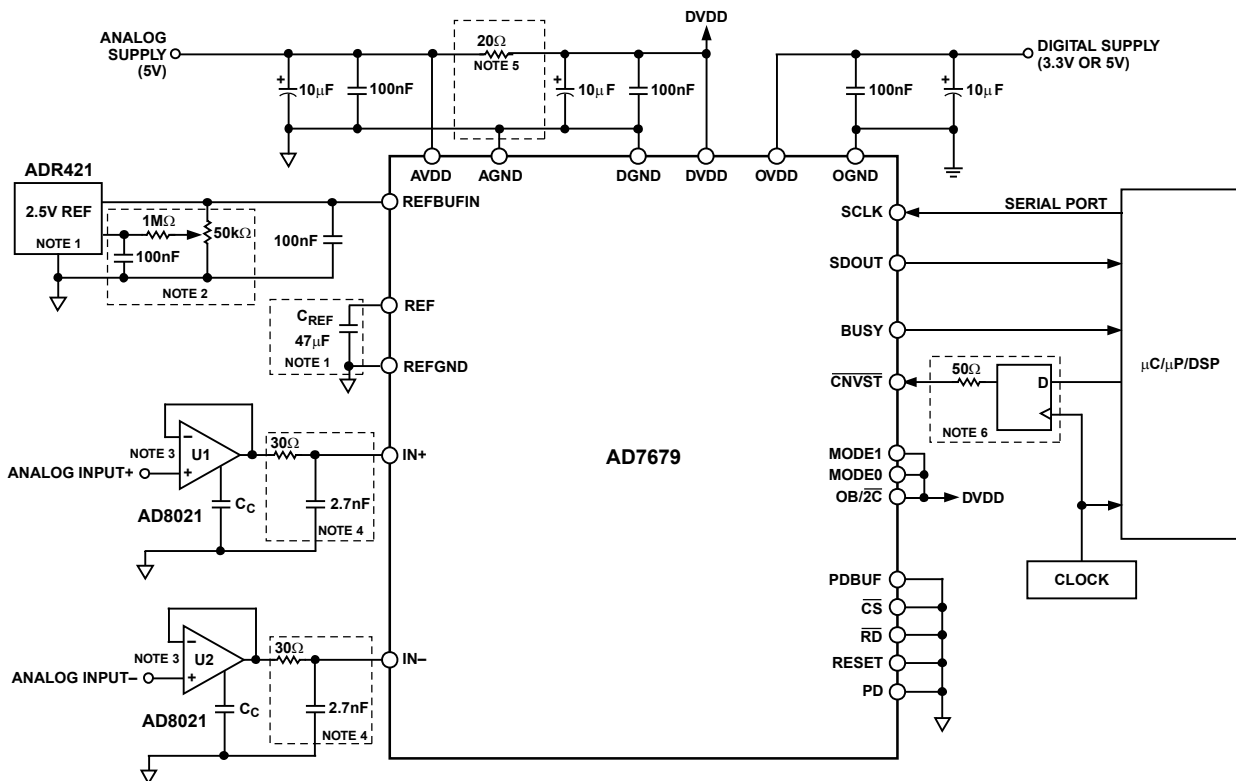 ANALOG
SUPPLY
(5V)
20Ω
NOTE 5
DVDD
DIGITAL SUPPLY
(3.3V OR 5V)
+
10μF
100nF
+
10μF
100nF
100nF
+
10μF
AVDD
AGND
DGND
DVDD
OVDD
OGND
ADR421
2.5V REF
NOTE 1
1MΩ
50kΩ
100nF
NOTE 2
100nF
REFBUFIN
CREF
47μF
NOTE 1
REF
REFGND
NOTE 3
–
U1
+
ANALOG INPUT+
AD8021
CC
30Ω
2.7nF
NOTE 4
IN+
NOTE 3
–
U2
+
ANALOG INPUT–
AD8021
CC
30Ω
2.7nF
NOTE 4
IN–
AD7679
SCLK
SERIAL PORT
SDOUT
BUSY
CNVST
50Ω
D
NOTE 6
μC/μP/DSP
MODE1
MODE0
OB/2C
DVDD
CLOCK
PDBUF
CS
RD
RESET
PD